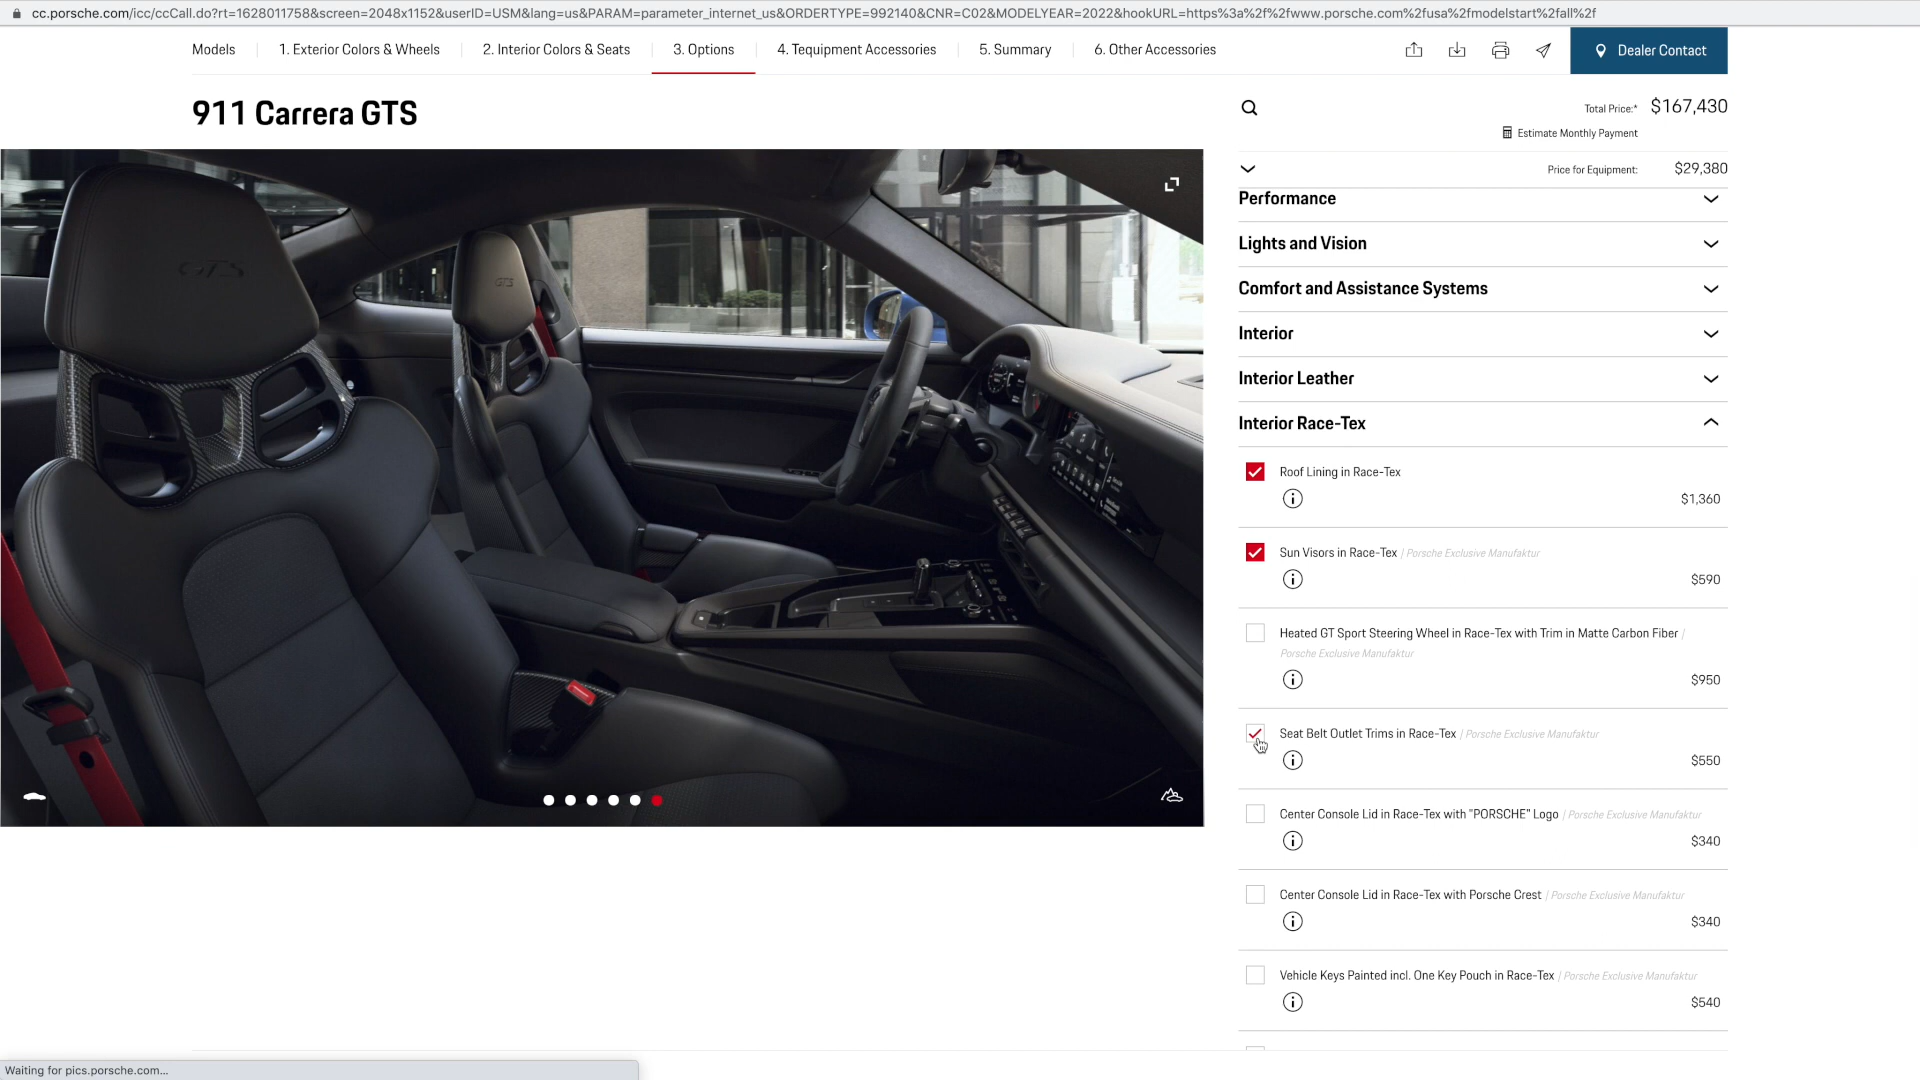 cc.porsche.com/icc/ccCall.do?rt=1628011758&screen=2048x1152&userID=USM&lang=us&PARAM=parameter_internet_us&ORDERTYPE=992140&CNR=C02&MODELYEAR=2022&hookURL=https%3a%2f%2fwww.porsche.com%2fusa%2fmodelstart%2fall%2f
Models
1. Exterior Colors & Wheels
2. Interior Colors & Seats
3. Options
4. Tequipment Accessories
5. Summary
6. Other Accessories
Dealer Contact
911 Carrera GTS
Total Price:* $167,430
Estimate Monthly Payment
Price for Equipment: $29,380
Performance
Lights and Vision
Comfort and Assistance Systems
Interior
Interior Leather
Interior Race-Tex
Roof Lining in Race-Tex
$1,360
Sun Visors in Race-Tex | Porsche Exclusive Manufaktur
$590
Heated GT Sport Steering Wheel in Race-Tex with Trim in Matte Carbon Fiber |
Porsche Exclusive Manufaktur
$950
Seat Belt Outlet Trims in Race-Tex | Porsche Exclusive Manufaktur
$550
Center Console Lid in Race-Tex with "PORSCHE" Logo | Porsche Exclusive Manufaktur
$340
Center Console Lid in Race-Tex with Porsche Crest | Porsche Exclusive Manufaktur
$340
Vehicle Keys Painted incl. One Key Pouch in Race-Tex | Porsche Exclusive Manufaktur
$540
GTS
GTS
Waiting for pics.porsche.com...